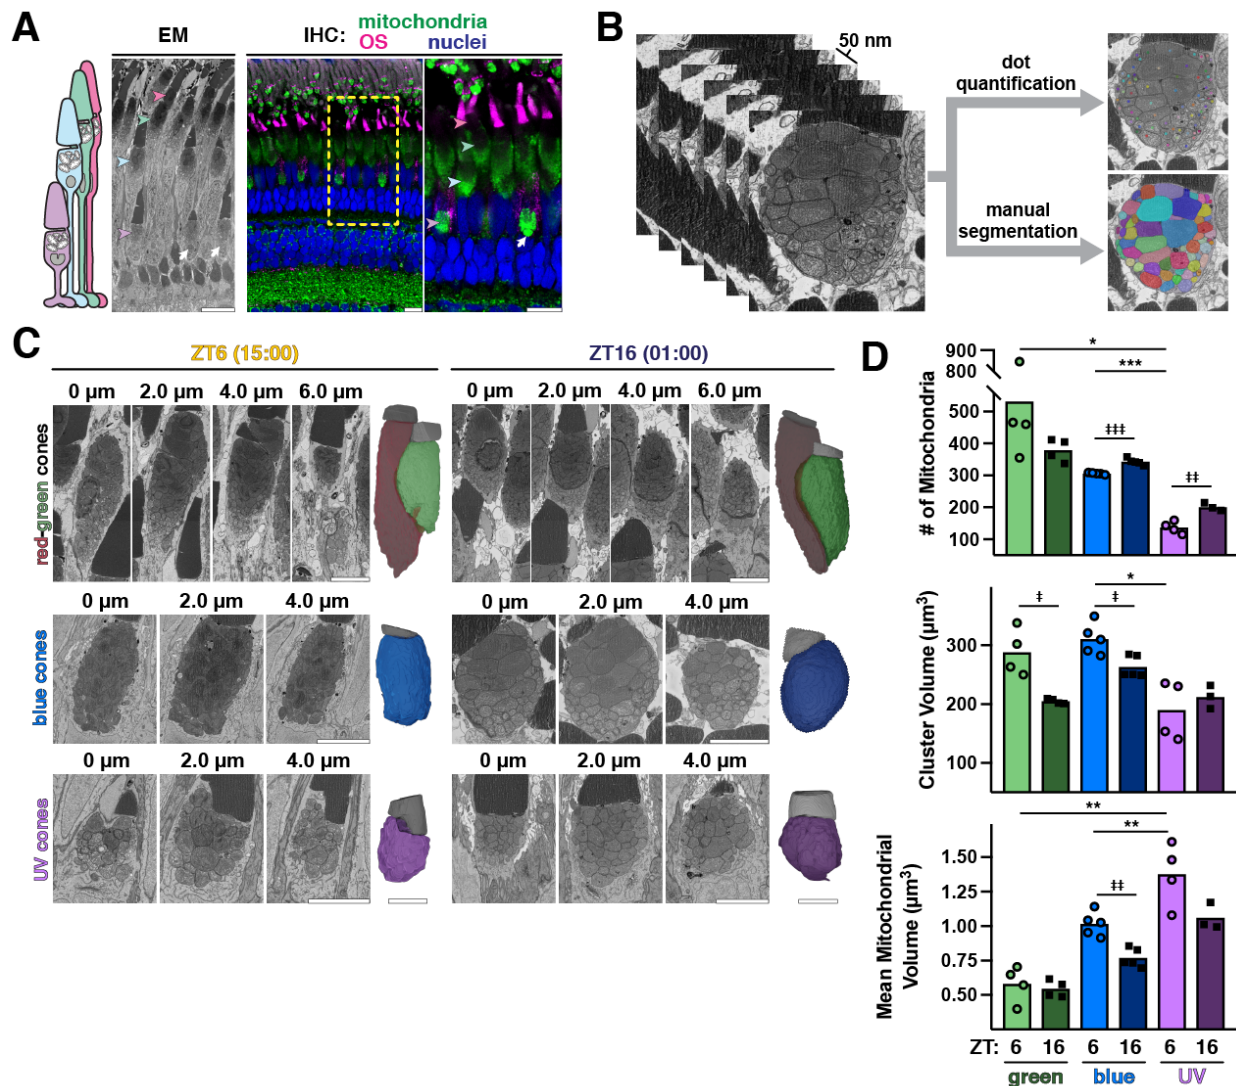 A
EM
IHC: mitochondria
OS nuclei
B
50 nm
dot
quantification
manual
segmentation
C
ZT6 (15:00)
ZT16 (01:00)
0 µm 2.0 µm 4.0 µm 6.0 µm
0 µm 2.0 µm 4.0 µm 6.0 µm
red-green cones
0 µm 2.0 µm 4.0 µm
0 µm 2.0 µm 4.0 µm
blue cones
0 µm 2.0 µm 4.0 µm
0 µm 2.0 µm 4.0 µm
UV cones
D
900
800
500
400
300
200
100
# of Mitochondria
*
***
‡‡‡
‡‡
300
200
100
Cluster Volume (µm³)
‡
‡
*
1.50
1.25
1.00
0.75
0.50
Mean Mitochondrial
Volume (µm³)
**
**
‡‡
ZT: 6 16 6 16 6 16
green blue UV